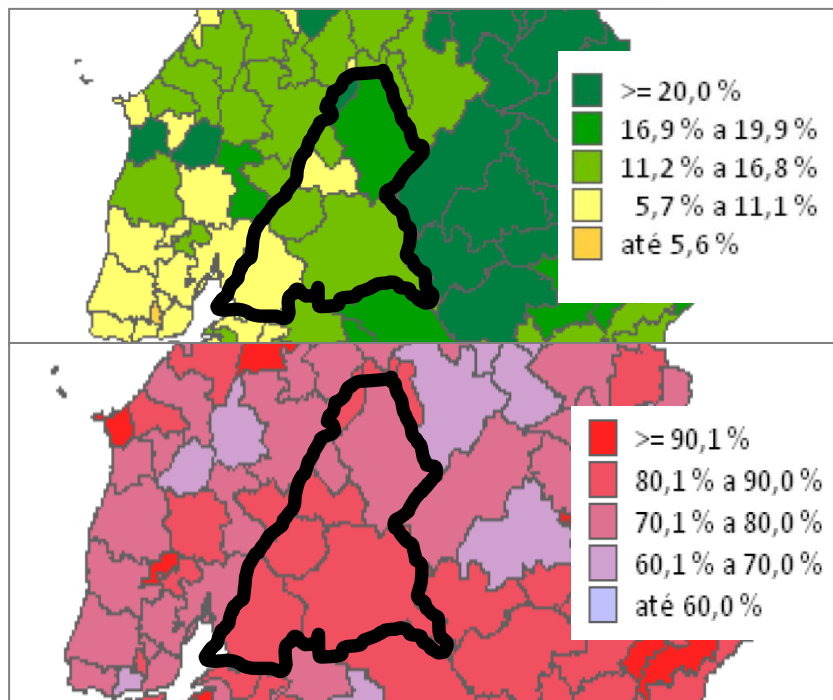 >= 20,0 %
16,9 % a 19,9 %
11,2 % a 16,8 %
5,7 % a 11,1 %
até 5,6 %
>= 90,1 %
80,1 % a 90,0 %
70,1 % a 80,0 %
60,1 % a 70,0 %
até 60,0 %